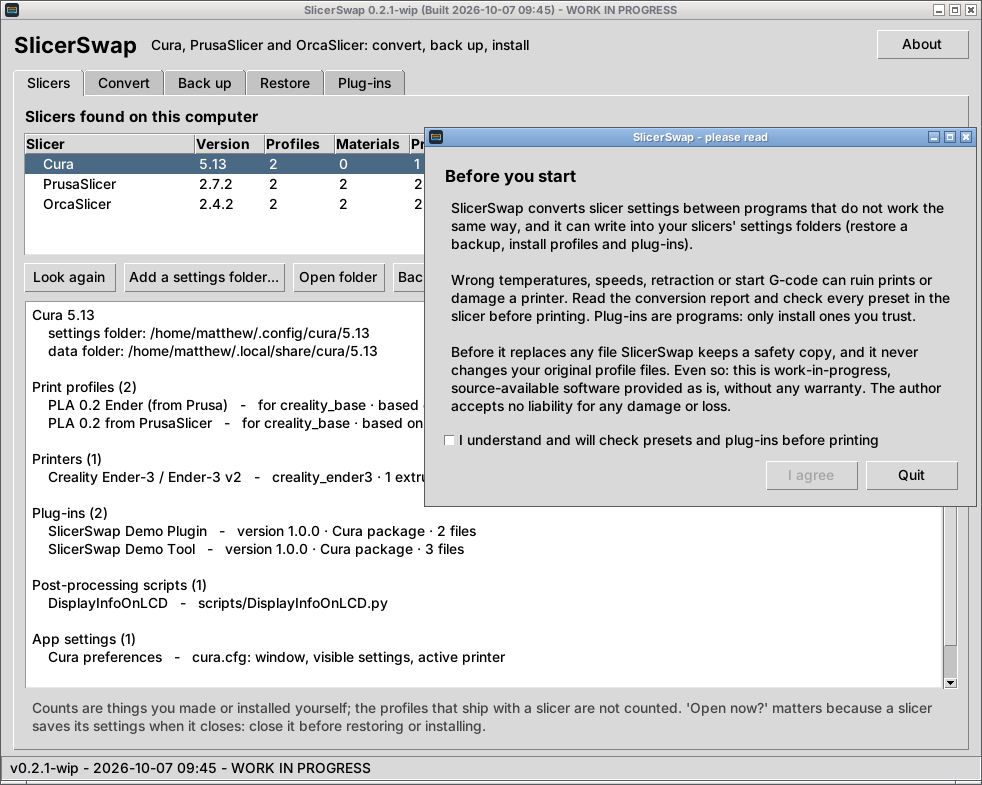 SlicerSwap 0.2.1-wip (Built 2026-10-07 09:45) - WORK IN PROGRESS
SlicerSwap Cura, PrusaSlicer and OrcaSlicer: convert, back up, install About
Slicers Convert Back up Restore Plug-ins
Slicers found on this computer
Slicer Version Profiles Materials
Cura 5.13 2 0 1
PrusaSlicer 2.7.2 2 2 2
OrcaSlicer 2.4.2 2 2 2
Look again Add a settings folder... Open folder
Cura 5.13
settings folder: /home/matthew/.config/cura/5.13
data folder: /home/matthew/.local/share/cura/5.13
Print profiles (2)
PLA 0.2 Ender (from Prusa) - for creality_base · based
PLA 0.2 from PrusaSlicer - for creality_base · based on
Printers (1)
Creality Ender-3 / Ender-3 v2 - creality_ender3 · 1
Plug-ins (2)
SlicerSwap Demo Plugin - version 1.0.0 · Cura package · 2 files
SlicerSwap Demo Tool - version 1.0.0 · Cura package · 3 files
Post-processing scripts (1)
DisplayInfoOnLCD - scripts/DisplayInfoOnLCD.py
App settings (1)
Cura preferences - cura.cfg: window, visible settings, active printer
Counts are things you made or installed yourself; the profiles that ship with a slicer are not counted. 'Open now?' matters because a slicer
saves its settings when it closes: close it before restoring or installing.
v0.2.1-wip - 2026-10-07 09:45 - WORK IN PROGRESS
SlicerSwap - please read
Before you start
SlicerSwap converts slicer settings between programs that do not work the
same way, and it can write into your slicers' settings folders (restore a
backup, install profiles and plug-ins).
Wrong temperatures, speeds, retraction or start G-code can ruin prints or
damage a printer. Read the conversion report and check every preset in the
slicer before printing. Plug-ins are programs: only install ones you trust.
Before it replaces any file SlicerSwap keeps a safety copy, and it never
changes your original profile files. Even so: this is work-in-progress,
source-available software provided as is, without any warranty. The author
accepts no liability for any damage or loss.
I understand and will check presets and plug-ins before printing
I agree Quit